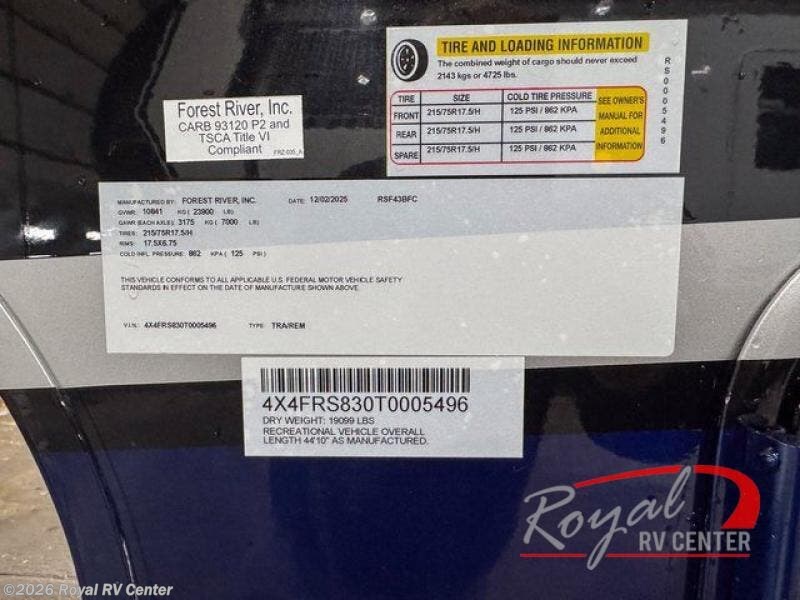 TIRE AND LOADING INFORMATION
The combined weight of cargo should never exceed
2143 kgs or 4725 lbs.
TIRE SIZE COLD TIRE PRESSURE SEE OWNER'S MANUAL FOR ADDITIONAL INFORMATION
FRONT 215/75R17.5/H 125 PSI / 862 KPA
REAR 215/75R17.5/H 125 PSI / 862 KPA
SPARE 215/75R17.5/H 125 PSI / 862 KPA
RS0005496
Forest River, Inc.
CARB 93120 P2 and
TSCA Title VI
Compliant
FRZ-035_A
MANUFACTURED BY: FOREST RIVER, INC. DATE: 12/02/2025 RSF43BFC
GVWR: 10841 KG ( 23900 LB)
GAWR (EACH AXLE): 3175 KG ( 7000 LB)
TIRES: 215/75R17.5/H
RIMS: 17.5X6.75
COLD INFL. PRESSURE: 862 KPA ( 125 PSI )
THIS VEHICLE CONFORMS TO ALL APPLICABLE U.S. FEDERAL MOTOR VEHICLE SAFETY
STANDARDS IN EFFECT ON THE DATE OF MANUFACTURE SHOWN ABOVE.
V.I.N.: 4X4FRS830T0005496 TYPE: TRA/REM
4X4FRS830T0005496
DRY WEIGHT: 19099 LBS
RECREATIONAL VEHICLE OVERALL
LENGTH 44'10" AS MANUFACTURED.
Royal
RV CENTER
©2026 Royal RV Center